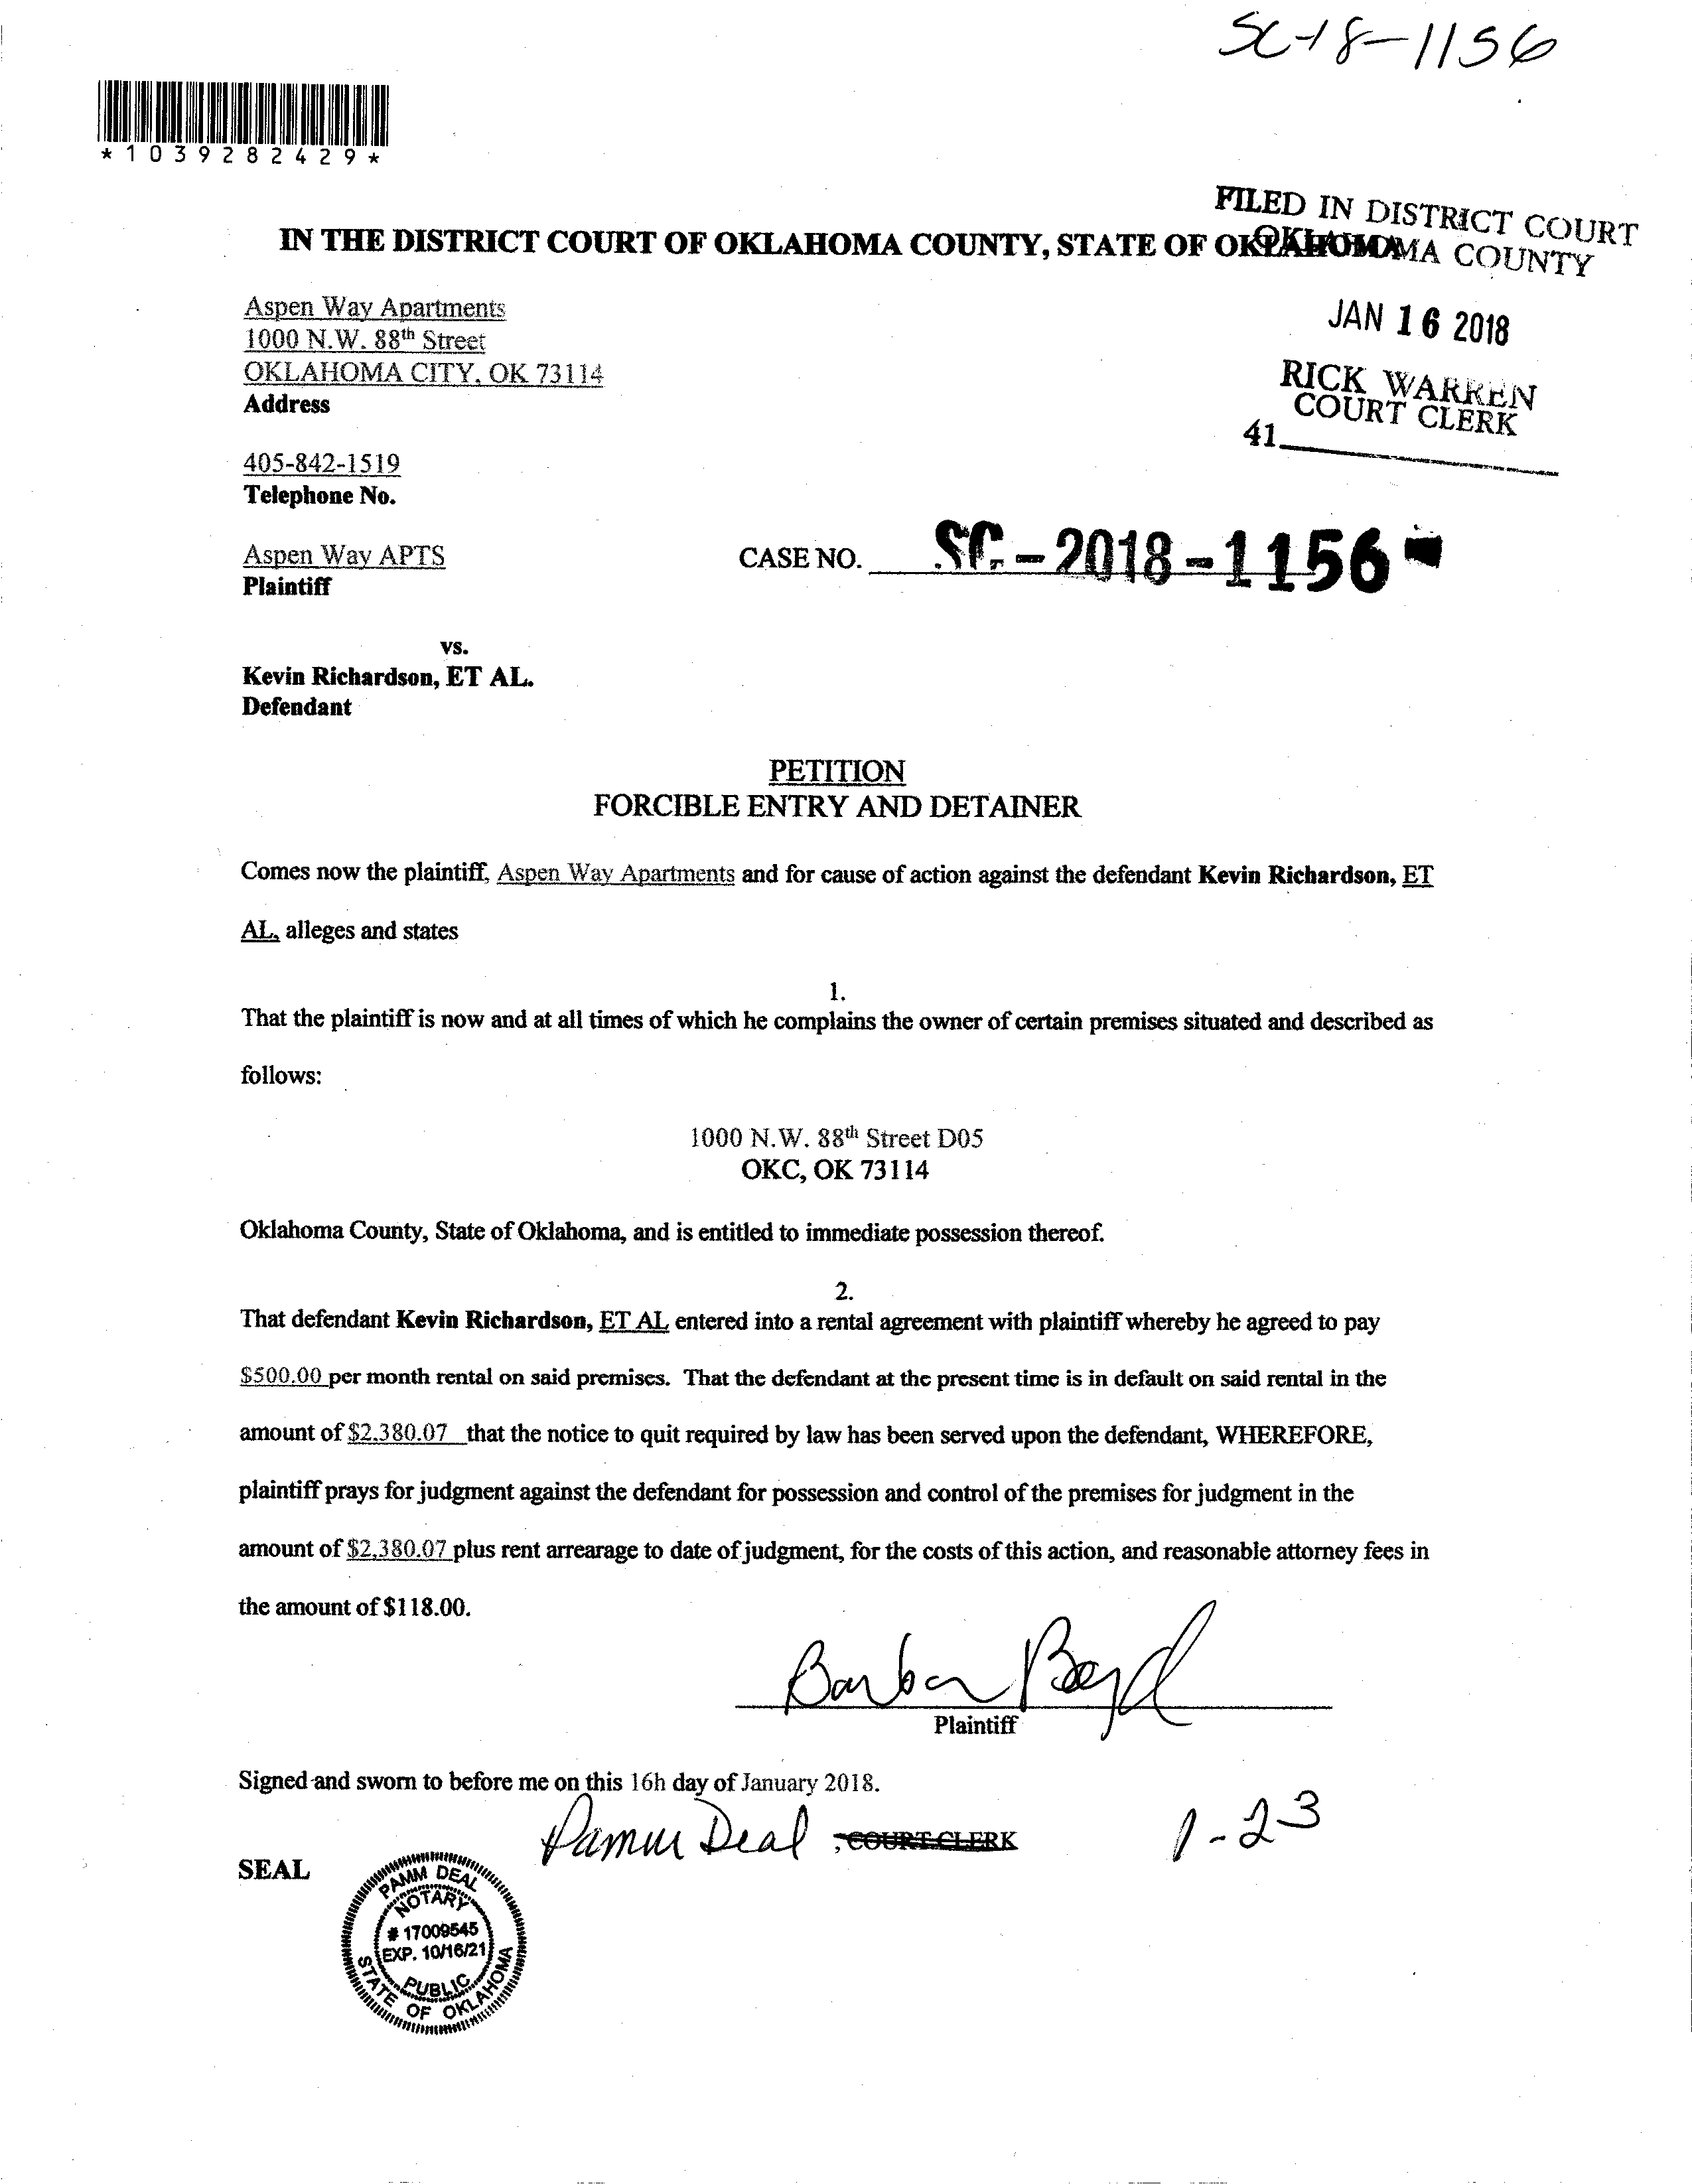 SC-18-1156
*1039282429*
FILED IN DISTRICT COURT
OKLAHOMA COUNTY
IN THE DISTRICT COURT OF OKLAHOMA COUNTY, STATE OF OKLAHOMA
JAN 16 2018
RICK WARREN
COURT CLERK
41
Aspen Way Apartments
1000 N.W. 88th Street
OKLAHOMA CITY, OK 73114
Address
405-842-1519
Telephone No.
Aspen Way APTS
Plaintiff
CASE NO. SC-2018-1156-
vs.
Kevin Richardson, ET AL.
Defendant
PETITION
FORCIBLE ENTRY AND DETAINER
Comes now the plaintiff, Aspen Way Apartments and for cause of action against the defendant Kevin Richardson, ET
AL, alleges and states
1.
That the plaintiff is now and at all times of which he complains the owner of certain premises situated and described as
follows:
1000 N.W. 88th Street D05
OKC, OK 73114
Oklahoma County, State of Oklahoma, and is entitled to immediate possession thereof.
2.
That defendant Kevin Richardson, ET AL entered into a rental agreement with plaintiff whereby he agreed to pay
$500.00 per month rental on said premises. That the defendant at the present time is in default on said rental in the
amount of $2,380.07 that the notice to quit required by law has been served upon the defendant, WHEREFORE,
plaintiff prays for judgment against the defendant for possession and control of the premises for judgment in the
amount of $2,380.07 plus rent arrearage to date of judgment, for the costs of this action, and reasonable attorney fees in
the amount of $118.00.
Barbara Boyd
Plaintiff
Signed and sworn to before me on this 16h day of January 2018.
Pamm Deal , COURT CLERK
1-23
SEAL
PAMM DEAL
NOTARY
# 17009545
EXP. 10/16/21
PUBLIC
STATE OF OKLAHOMA